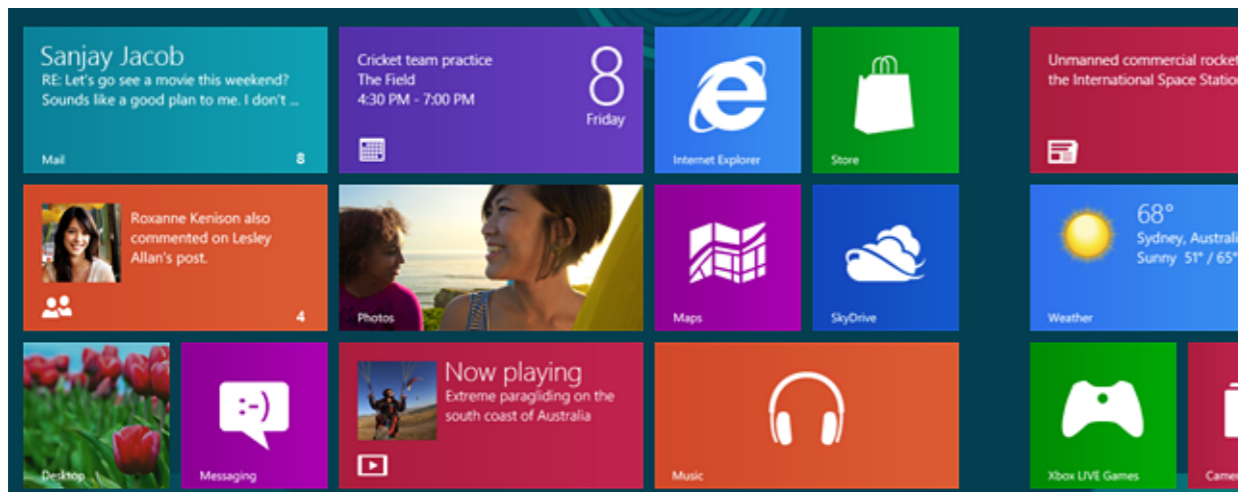 Sanjay Jacob
RE: Let's go see a movie this weekend?
Sounds like a good plan to me. I don't ...
Mail
8
Cricket team practice
The Field
4:30 PM - 7:00 PM
8
Friday
Internet Explorer
Store
Unmanned commercial rocket
the International Space
Roxanne Kenison also
commented on Lesley
Allan's post.
4
Photos
Maps
SkyDrive
68°
Sydney,
Sunny 51° / 65°
Weather
Desktop
:-)
Messaging
Now playing
Extreme paragliding on the
south coast of Australia
Music
Xbox LIVE Games